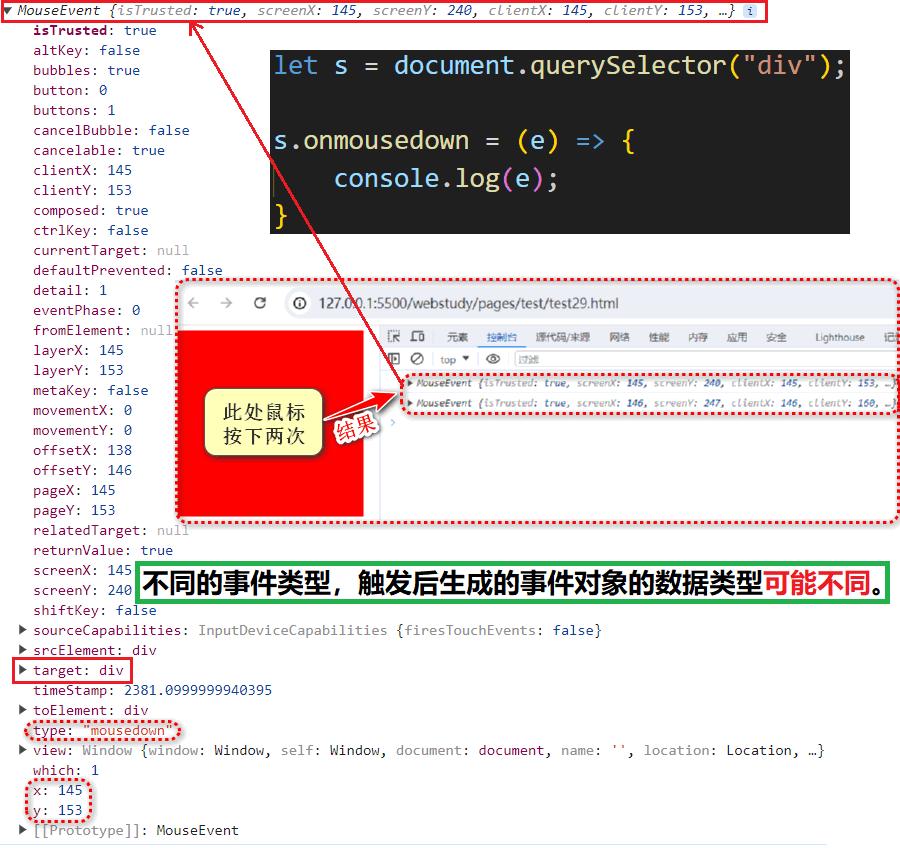 ▼ MouseEvent {isTrusted: true, screenX: 145, screenY: 240, clientX: 145, clientY: 153, …} i
isTrusted: true
altKey: false
bubbles: true
button: 0
buttons: 1
cancelBubble: false
cancelable: true
clientX: 145
clientY: 153
composed: true
ctrlKey: false
currentTarget: null
defaultPrevented: false
detail: 1
eventPhase: 0
fromElement: null
layerX: 145
layerY: 153
metaKey: false
movementX: 0
movementY: 0
offsetX: 138
offsetY: 146
pageX: 145
pageY: 153
relatedTarget: null
returnValue: true
screenX: 145
screenY: 240
shiftKey: false
▶ sourceCapabilities: InputDeviceCapabilities {firesTouchEvents: false}
▶ srcElement: div
▶ target: div
timeStamp: 2381.0999999940395
▶ toElement: div
type: "mousedown"
▶ view: Window {window: Window, self: Window, document: document, name: '', location: Location, …}
which: 1
x: 145
y: 153
▶ [[Prototype]]: MouseEvent
let s = document.querySelector("div");
s.onmousedown = (e) => {
console.log(e);
}
127.0.0.1:5500/webstudy/pages/test/test29.html
元素 控制台 源代码/来源 网络 性能 内存 应用 安全 Lighthouse
top ▼ 过滤
▶ MouseEvent {isTrusted: true, screenX: 145, screenY: 240, clientX: 145, clientY: 153, …}
▶ MouseEvent {isTrusted: true, screenX: 146, screenY: 247, clientX: 146, clientY: 160, …}
此处鼠标
按下两次
结果
不同的事件类型，触发后生成的事件对象的数据类型可能不同。